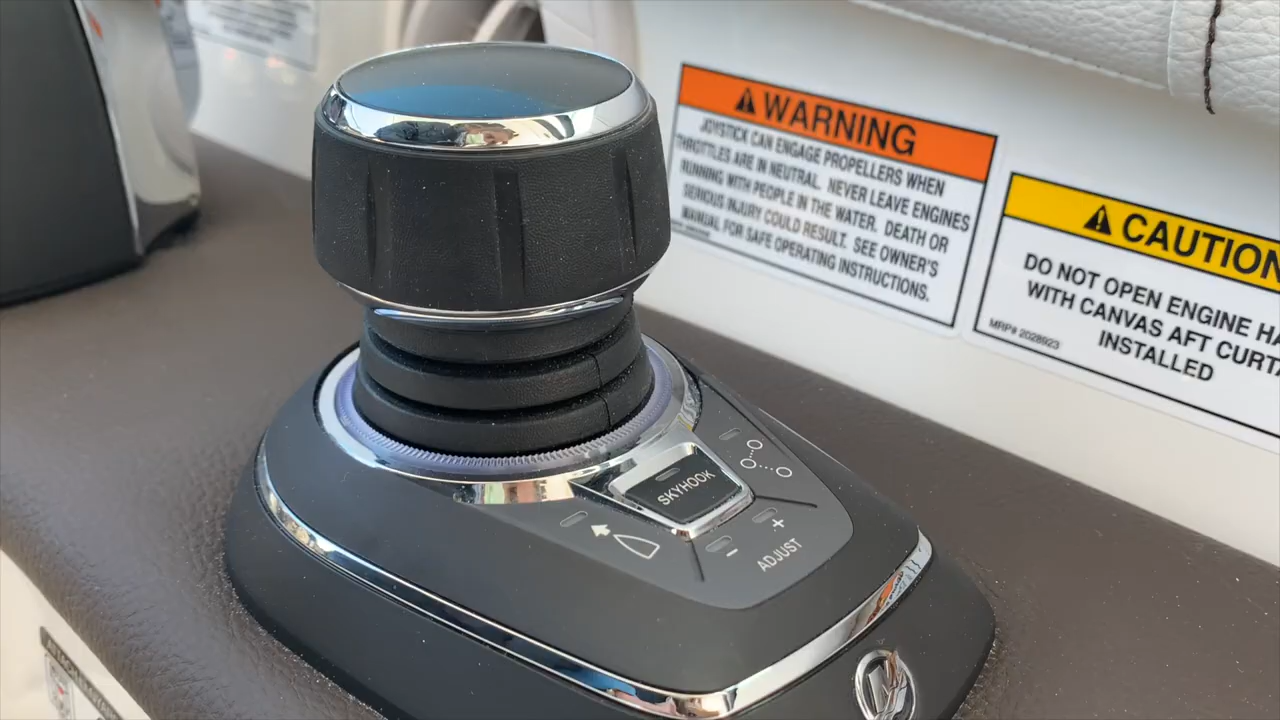 WARNING
JOYSTICK CAN ENGAGE PROPELLERS WHEN
THROTTLES ARE IN NEUTRAL. NEVER LEAVE ENGINES
RUNNING WITH PEOPLE IN THE WATER. DEATH OR
SERIOUS INJURY COULD RESULT. SEE OWNER'S
MANUAL FOR SAFE OPERATING INSTRUCTIONS.
CAUTION
DO NOT OPEN ENGINE HA
WITH CANVAS AFT CURTA
INSTALLED
MRP# 2028923
SKYHOOK
+
-
ADJUST